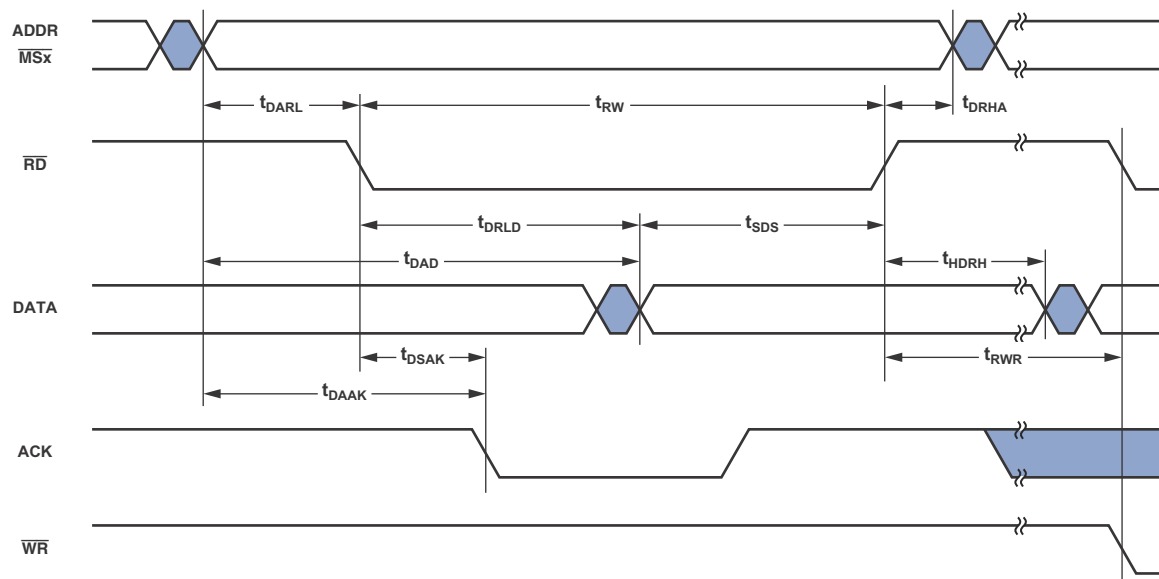 ADDR
MSx
tDARL
tRW
tDRHA
RD
tDRLD
tSDS
tDAD
tHDRH
DATA
tDSAK
tRWR
tDAAK
ACK
WR